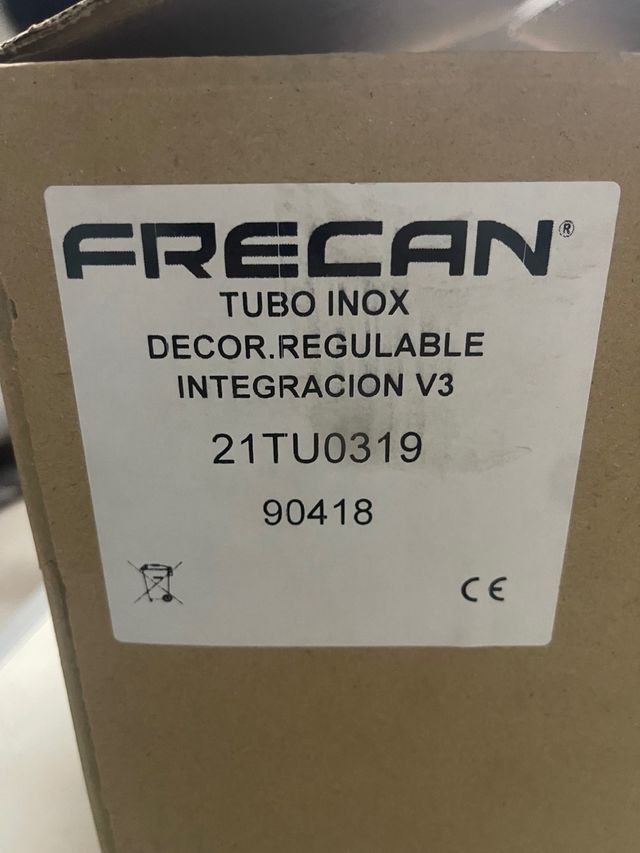 FRECAN®
TUBO INOX
DECOR.REGULABLE
INTEGRACION V3
21TU0319
90418
CE